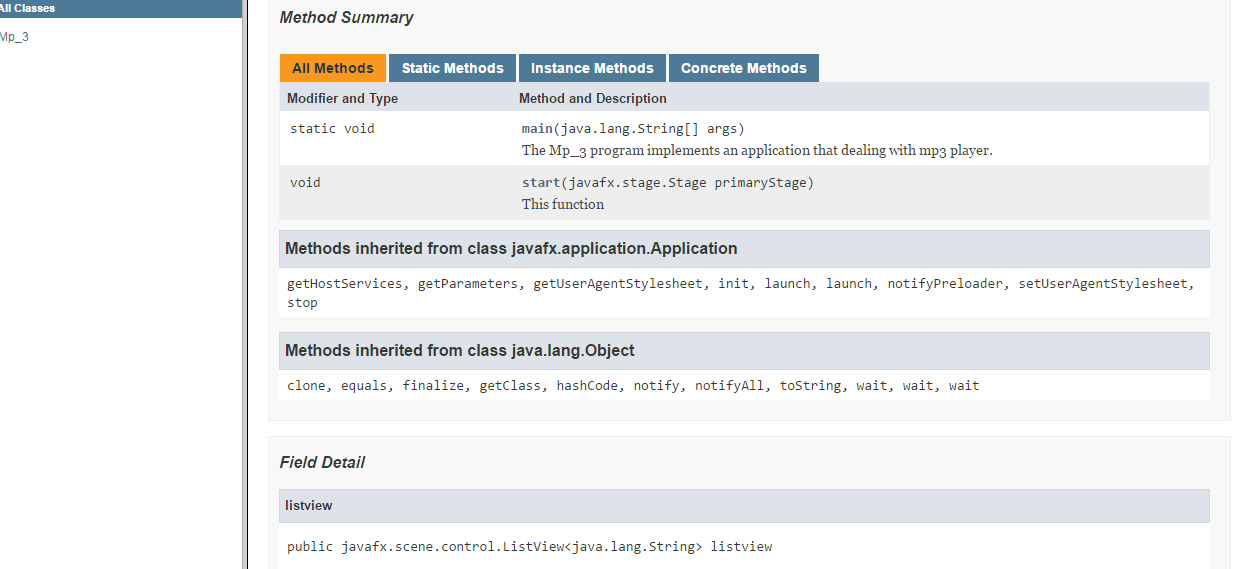 All Classes
Mp_3
Method Summary
All Methods Static Methods Instance Methods Concrete Methods
Modifier and Type Method and Description
static void main(java.lang.String[] args)
The Mp_3 program implements an application that dealing with mp3 player.
void start(javafx.stage.Stage primaryStage)
This function
Methods inherited from class javafx.application.Application
getHostServices, getParameters, getUserAgentStylesheet, init, launch, launch, notifyPreloader, setUserAgentStylesheet,
stop
Methods inherited from class java.lang.Object
clone, equals, finalize, getClass, hashCode, notify, notifyAll, toString, wait, wait, wait
Field Detail
listview
public javafx.scene.control.ListView<java.lang.String> listview